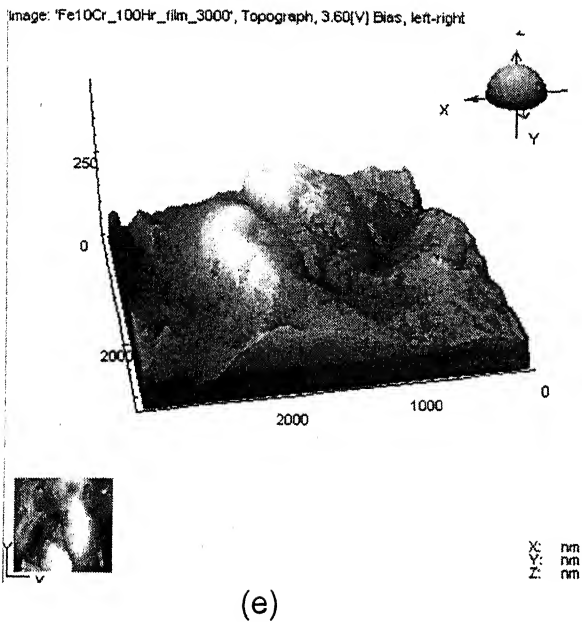 Image: 'Fe10Cr_100Hr_film_3000', Topograph, 3.60[V] Bias, left-right
Z
X
Y
250
0
2000
2000
1000
0
Y
X
X: nm
Y: nm
Z: nm
(e)